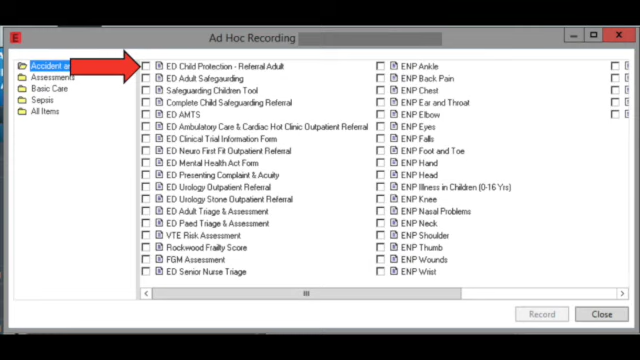 E
Ad Hoc Recording
Accident a
Assessments
Basic Care
Sepsis
All Items
ED Child Protection - Referral Adult
ED Adult Safegaurding
Safeguarding Children Tool
Complete Child Safeguarding Referral
ED AMTS
ED Ambulatory Care & Cardiac Hot Clinic Outpatient Referral
ED Clinical Trial Information Form
ED Neuro First Fit Outpatient Referral
ED Mental Health Act Form
ED Presenting Complaint & Acuity
ED Urology Outpatient Referral
ED Urology Stone Outpatient Referral
ED Adult Triage & Assessment
ED Paed Triage & Assessment
VTE Risk Assessment
Rockwood Frailty Score
FGM Assessment
ED Senior Nurse Triage
ENP Ankle
ENP Back Pain
ENP Chest
ENP Ear and Throat
ENP Elbow
ENP Eyes
ENP Falls
ENP Foot and Toe
ENP Hand
ENP Head
ENP Illness in Children (0-16 Yrs)
ENP Knee
ENP Nasal Problems
ENP Neck
ENP Shoulder
ENP Thumb
ENP Wounds
ENP Wrist
Record
Close